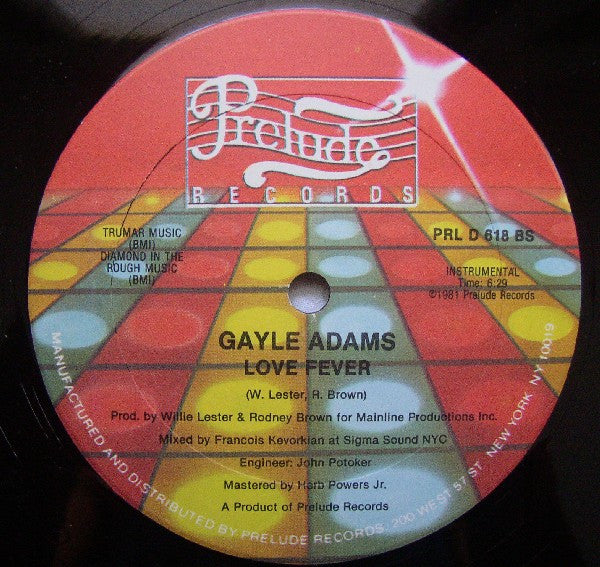 Prelude
RECORDS
TRUMAR MUSIC
(BMI)
DIAMOND IN THE
ROUGH MUSIC
(BMI)
PRL D 618 BS
INSTRUMENTAL
Time: 6:29
©1981 Prelude Records
GAYLE ADAMS
LOVE FEVER
(W. Lester, R. Brown)
Prod. by Willie Lester & Rodney Brown for Mainline Productions Inc.
Mixed by Francois Kevorkian at Sigma Sound NYC
Engineer: John Potoker
Mastered by Harb Powers Jr.
A Product of Prelude Records
MANUFACTURED AND DISTRIBUTED BY PRELUDE RECORDS · 200 WEST 57 ST · NEW YORK, NY 10019